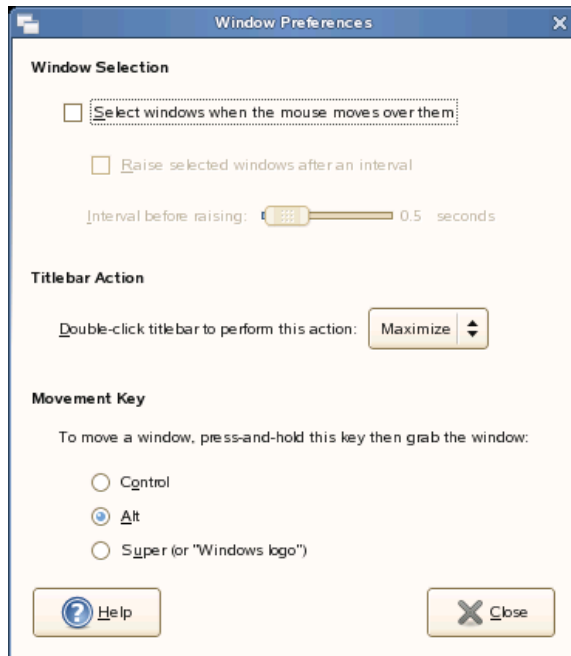 Window Preferences
Window Selection
Select windows when the mouse moves over them
Raise selected windows after an interval
Interval before raising: 0.5 seconds
Titlebar Action
Double-click titlebar to perform this action: Maximize
Movement Key
To move a window, press-and-hold this key then grab the window:
Control
Alt
Super (or "Windows logo")
Help Close